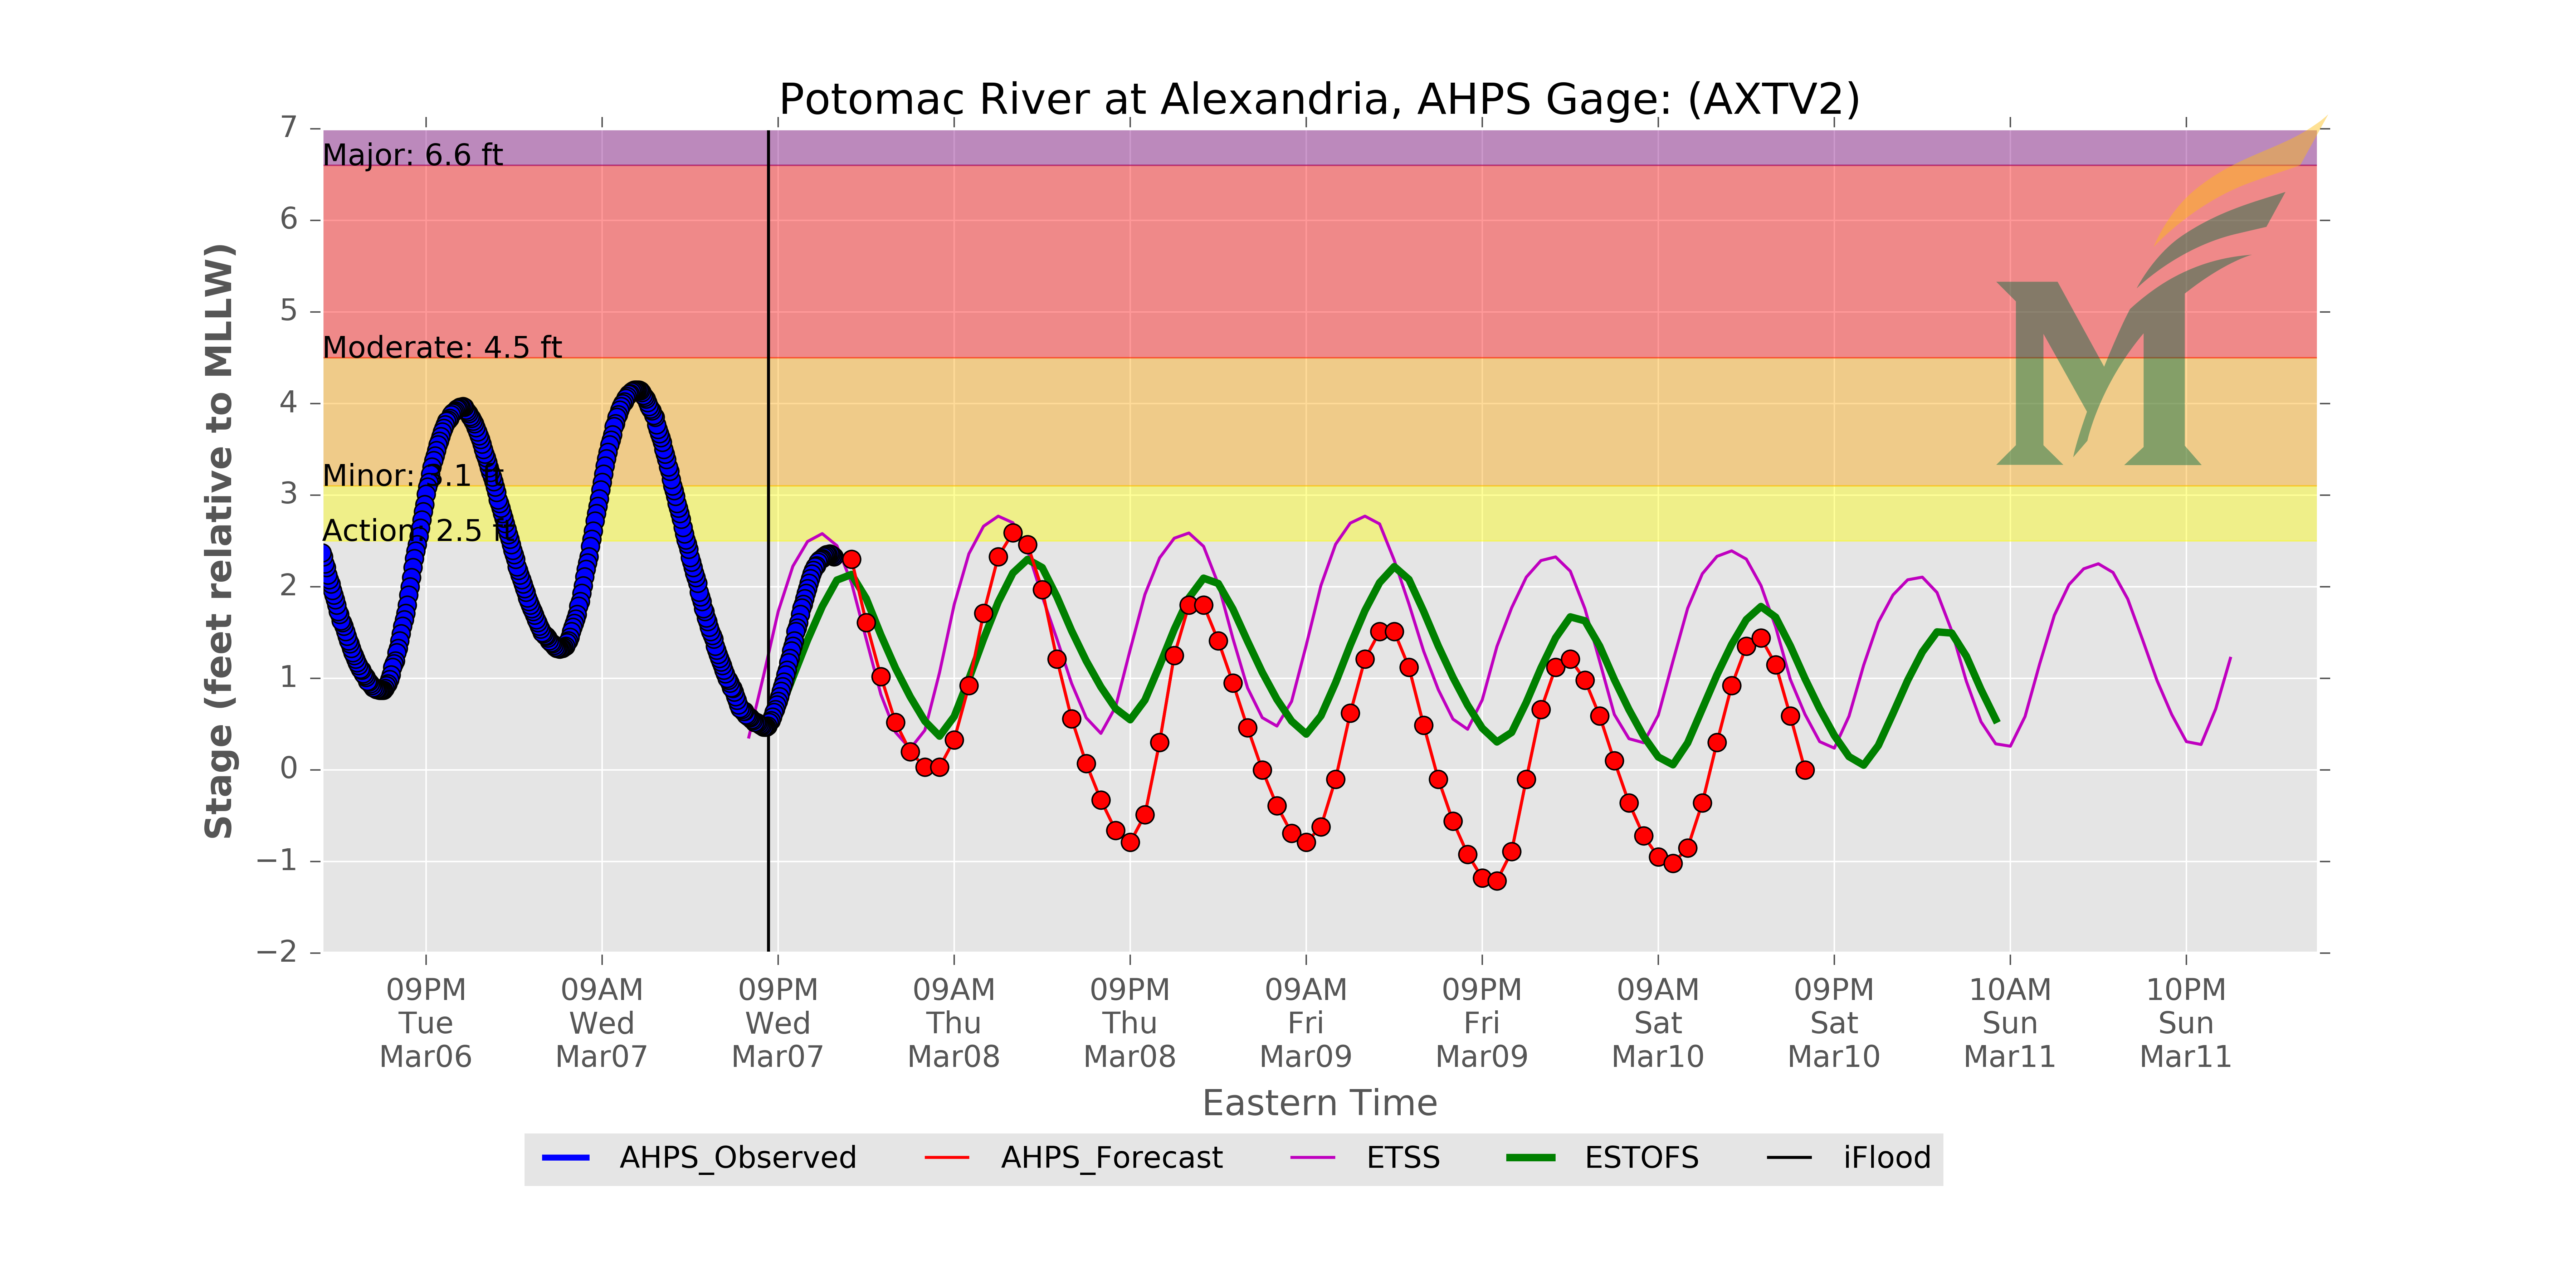 Potomac River at Alexandria, AHPS Gage: (AXTV2)
7
6
5
4
3
2
1
0
−1
−2
Stage (feet relative to MLLW)
Major: 6.6 ft
Moderate: 4.5 ft
Minor: .1 ft
Action: 2.5 ft
09PM 09AM 09PM 09AM 09PM 09AM 09PM 09AM 09PM 10AM 10PM
Tue Wed Wed Thu Thu Fri Fri Sat Sat Sun Sun
Mar06 Mar07 Mar07 Mar08 Mar08 Mar09 Mar09 Mar10 Mar10 Mar11 Mar11
Eastern Time
AHPS_Observed AHPS_Forecast ETSS ESTOFS iFlood
M